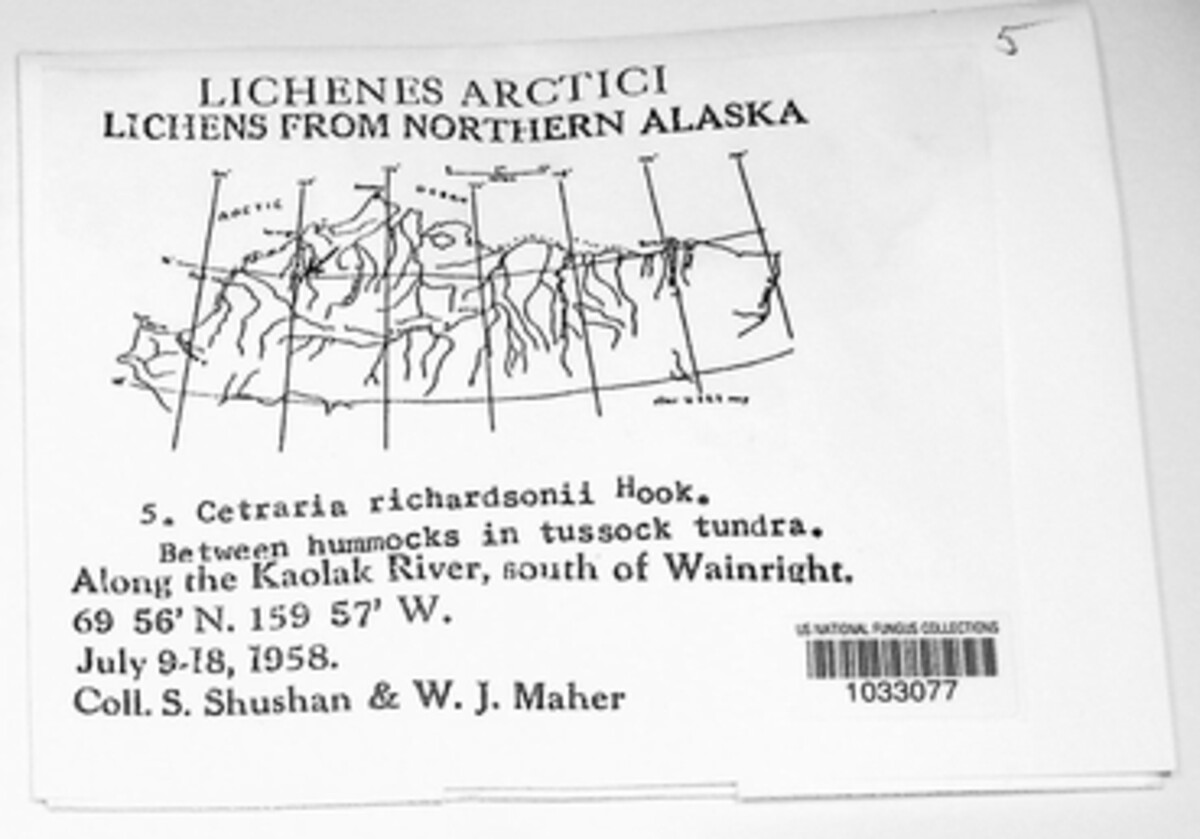 5
LICHENES ARCTICI
LICHENS FROM NORTHERN ALASKA
ARCTIC OCEAN
5. Cetraria richardsonii Hook.
Between hummocks in tussock tundra.
Along the Kaolak River, south of Wainright.
69 56' N. 159 57' W.
July 9-18, 1958.
Coll. S. Shushan & W. J. Maher
US NATIONAL FUNGUS COLLECTIONS
1033077